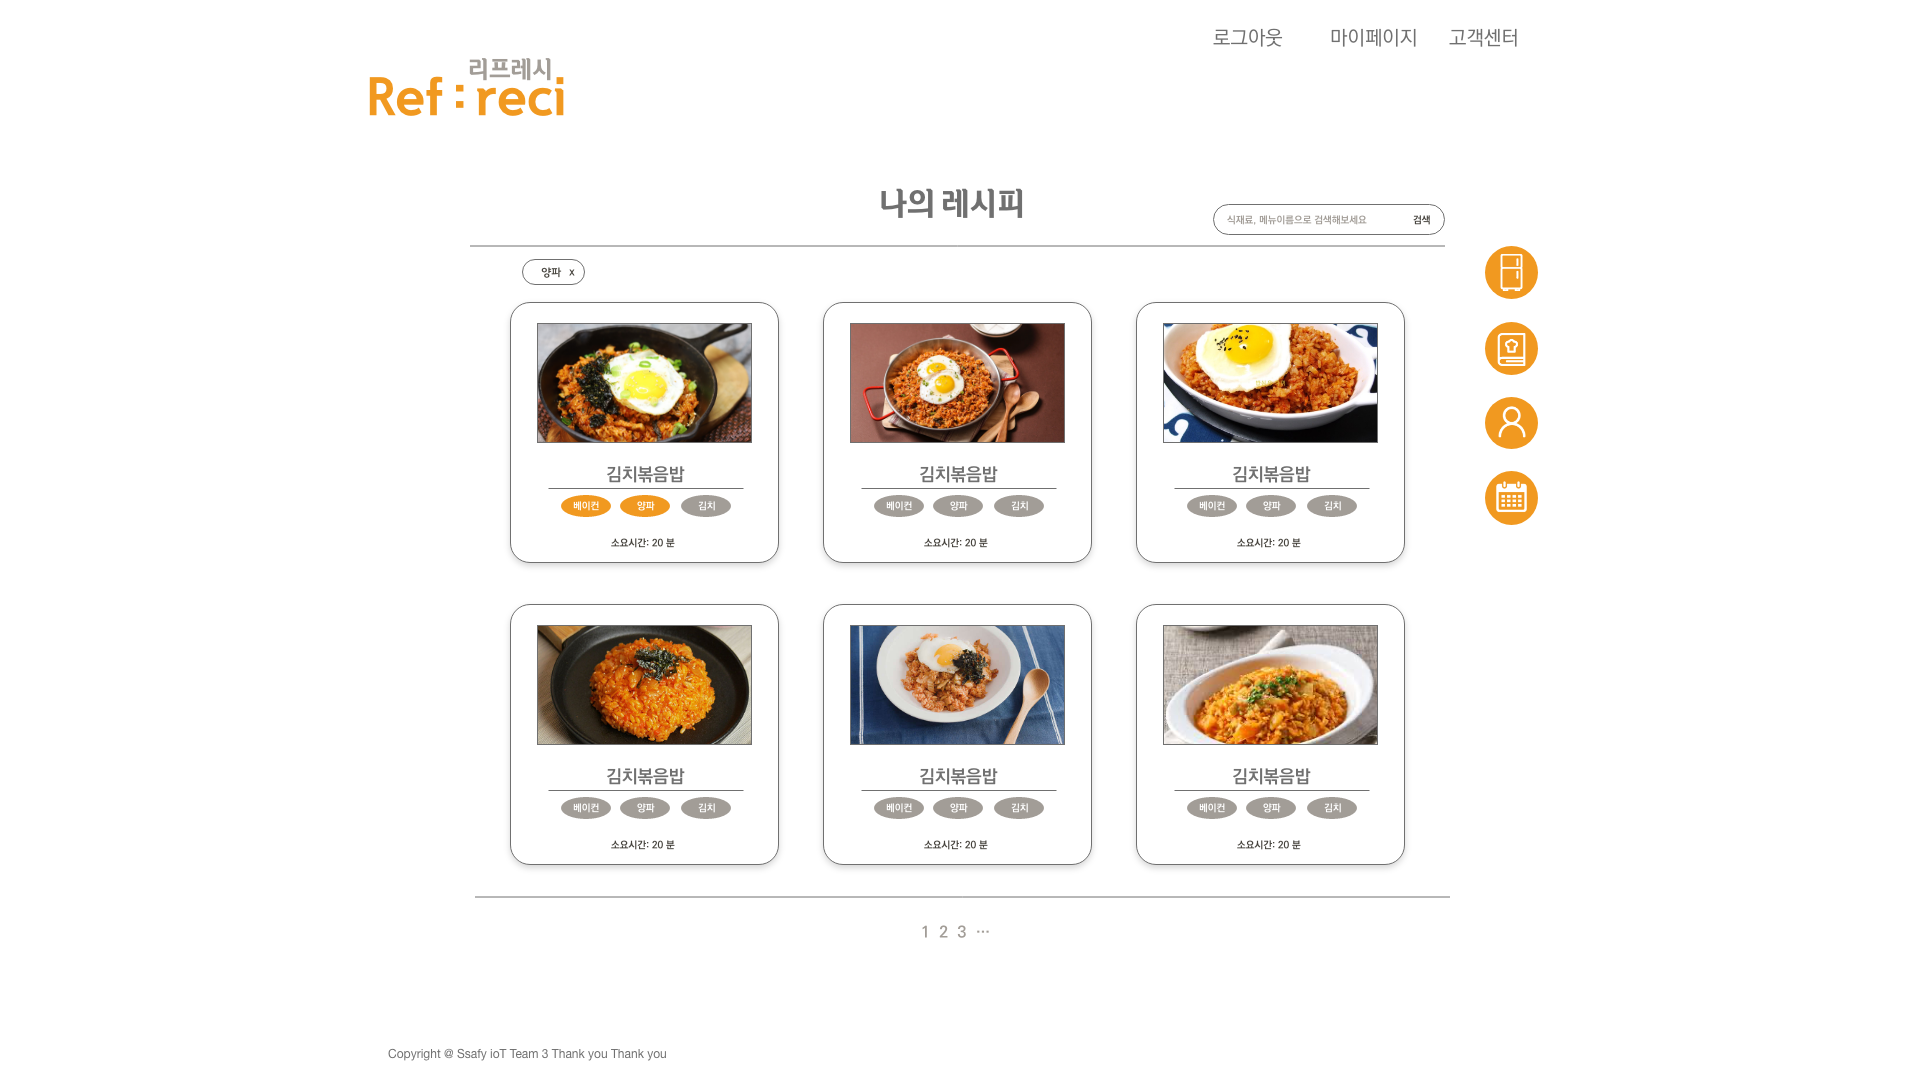 로그아웃 마이페이지 고객센터
리프레시
Ref : reci
나의 레시피
식재료, 메뉴이름으로 검색해보세요 검색
양파 x
김치볶음밥
베이컨 양파 김치
소요시간: 20 분
김치볶음밥
베이컨 양파 김치
소요시간: 20 분
김치볶음밥
베이컨 양파 김치
소요시간: 20 분
김치볶음밥
베이컨 양파 김치
소요시간: 20 분
김치볶음밥
베이컨 양파 김치
소요시간: 20 분
김치볶음밥
베이컨 양파 김치
소요시간: 20 분
1 2 3 ···
Copyright @ Ssafy ioT Team 3 Thank you Thank you